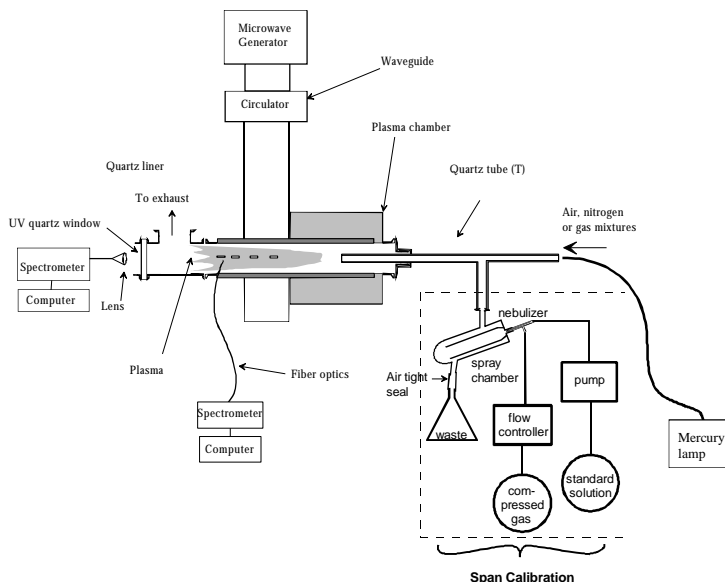 Microwave
Generator
Waveguide
Circulator
Plasma chamber
Quartz liner
Quartz tube (T)
To exhaust
Air, nitrogen
or gas mixtures
UV quartz window
Spectrometer
Computer
Lens
Plasma
Fiber optics
Spectrometer
Computer
nebulizer
Air tight
seal
spray
chamber
pump
waste
flow
controller
Mercury
lamp
com-
pressed
gas
standard
solution
Span Calibration